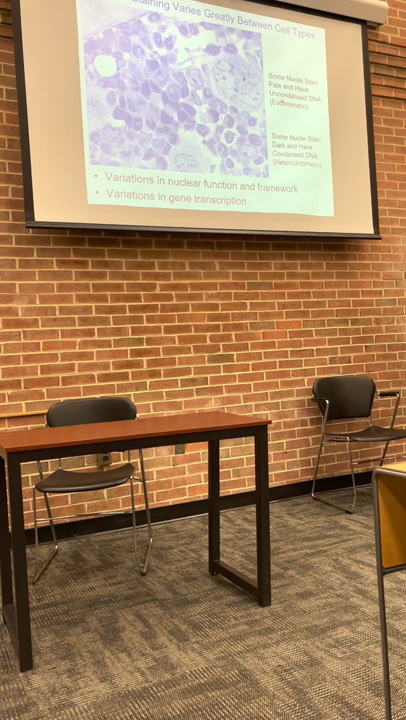 Staining Varies Greatly Between Cell Types
Some Nuclei Stain
Pale and Have
Uncondensed DNA
(Euchromatin)
Some Nuclei Stain
Dark and Have
Condensed DNA
(Heterochromatin)
• Variations in nuclear function and framework
• Variations in gene transcription